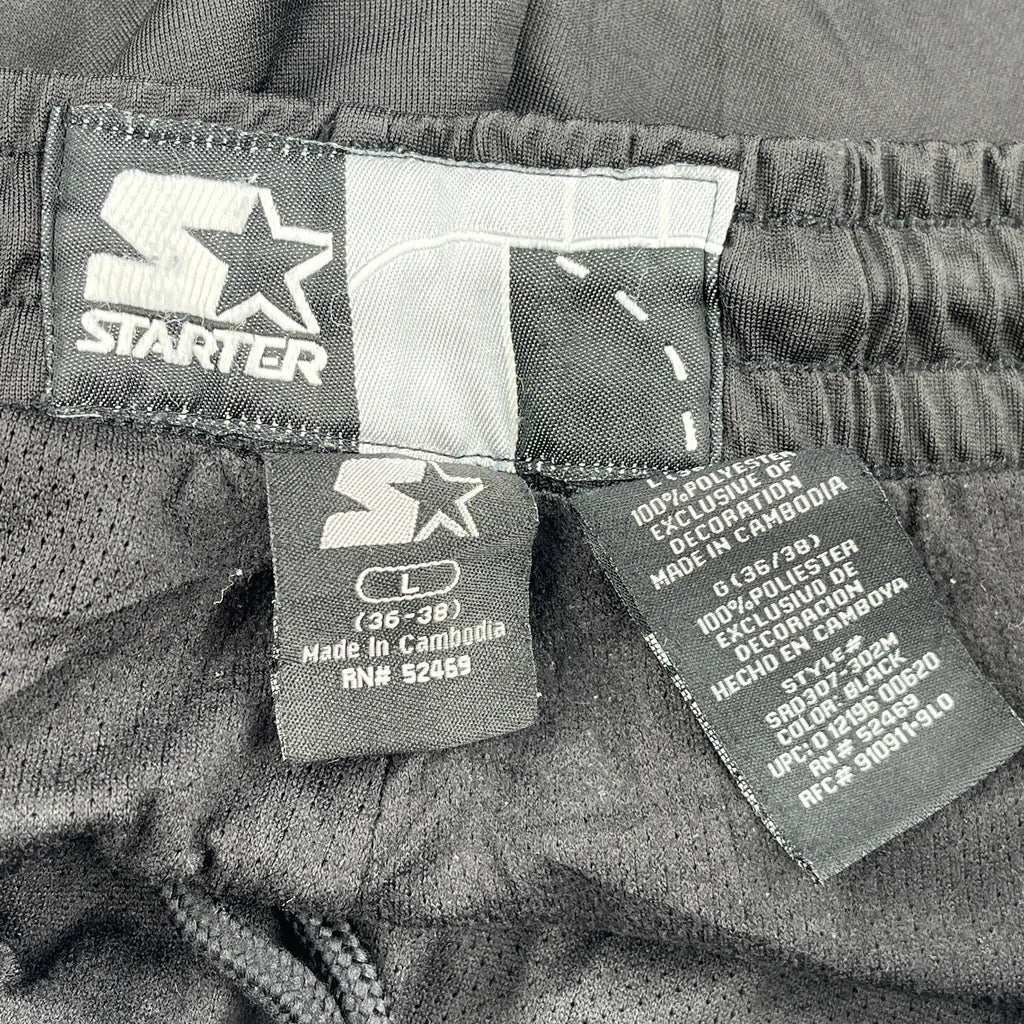 STARTER
L
(36-38)
Made In Cambodia
RN# 52469
100%POLYESTER
EXCLUSIVE OF
DECORATION
MADE IN CAMBODIA
G(36/38)
100%POLIESTER
EXCLUSIVO DE
DECORACION
HECHO EN CAMBOYA
STYLE#
SRD307-302M
COLOR: BLACK
UPC:0 12196 00620
RN# 52469
RFC# 910911-9L0